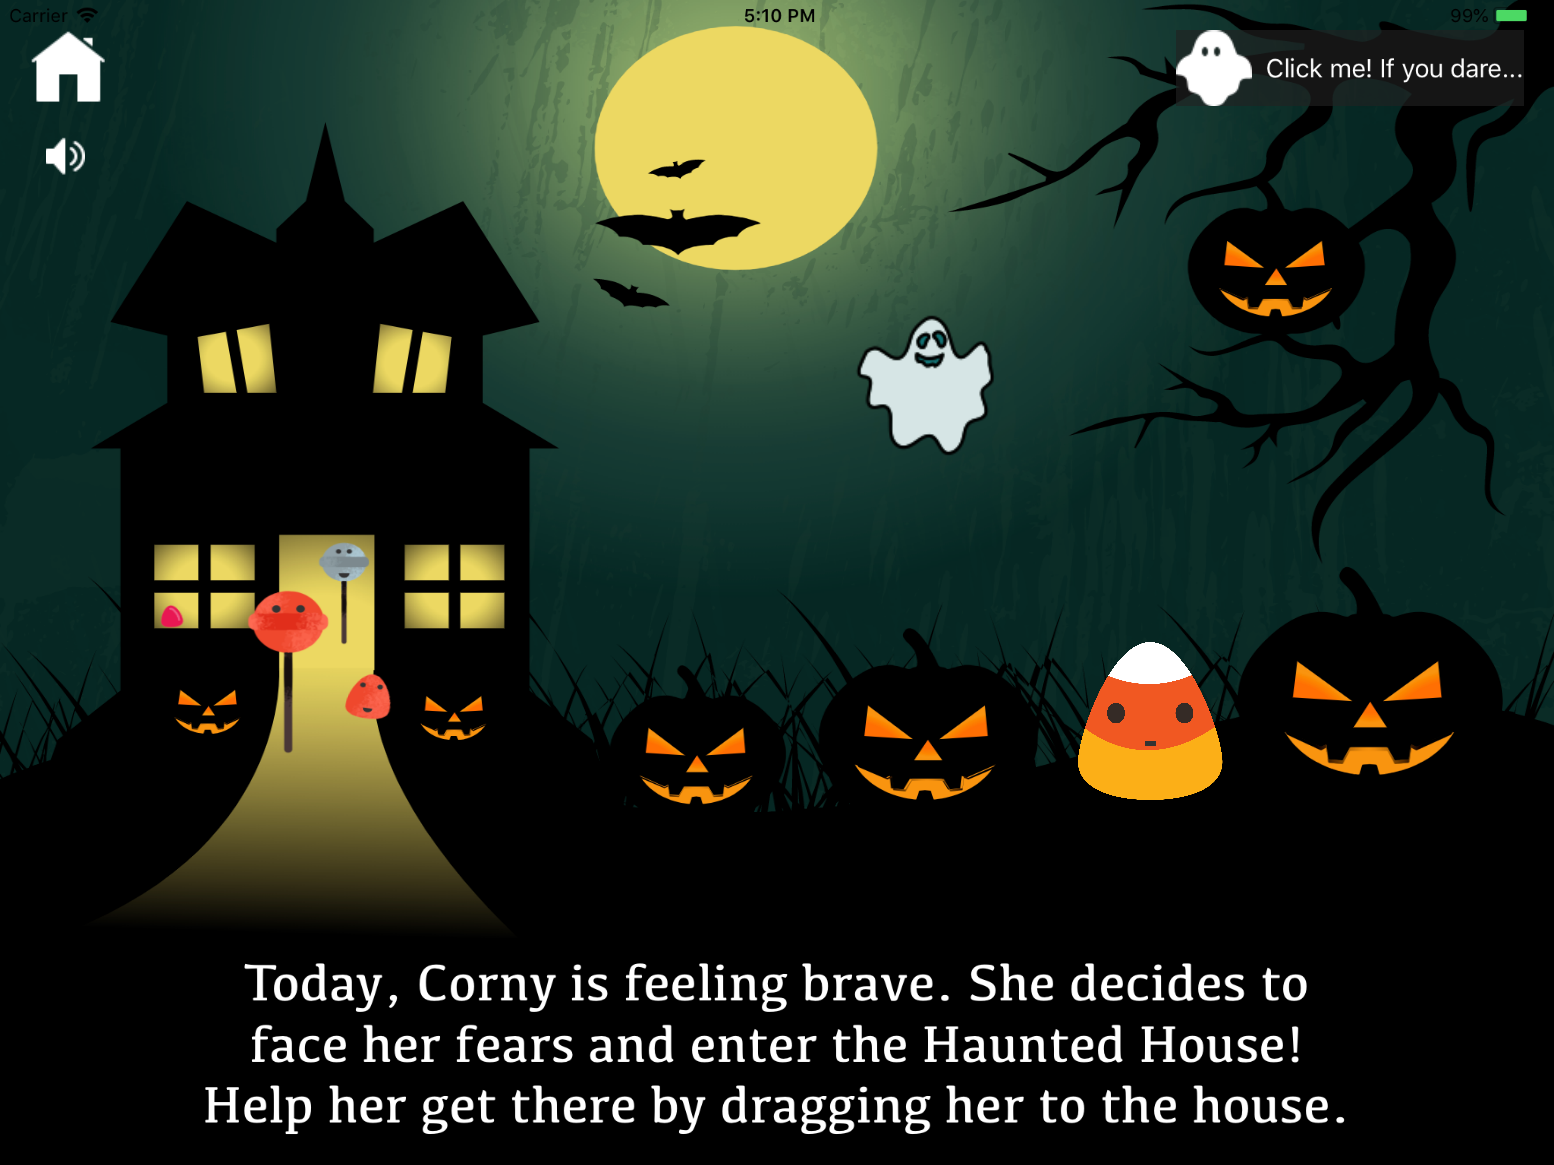 Carrier 5:10 PM 99%
Click me! If you dare...
Today, Corny is feeling brave. She decides to
face her fears and enter the Haunted House!
Help her get there by dragging her to the house.